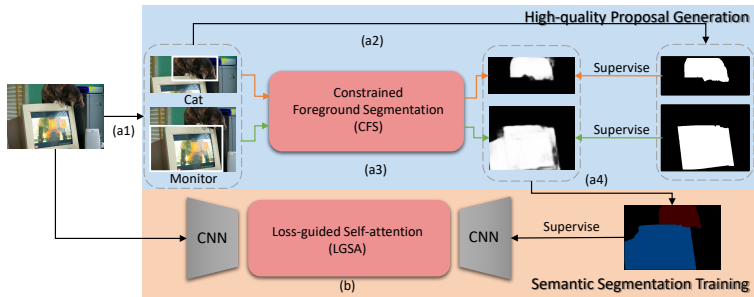 High-quality Proposal Generation
(a2)
Cat
Constrained
Foreground Segmentation
(CFS)
Supervise
(a1)
Supervise
Monitor
(a3)
(a4)
CNN
Loss-guided Self-attention
(LGSA)
CNN
Supervise
(b)
Semantic Segmentation Training